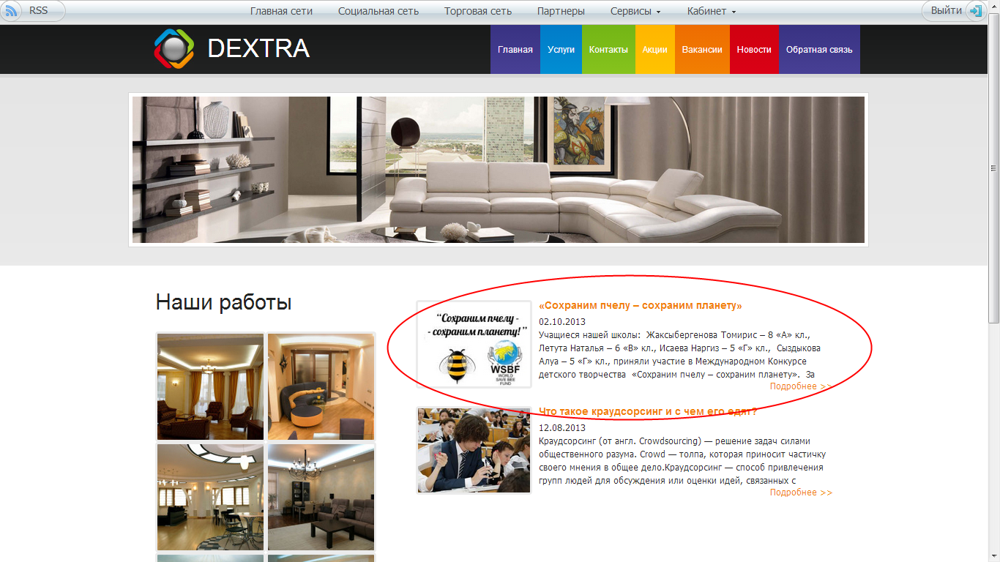 RSS
Главная сети
Социальная сеть
Торговая сеть
Партнеры
Сервисы
Кабинет
Выйти
DEXTRA
Главная
Услуги
Контакты
Акции
Вакансии
Новости
Обратная связь
Наши работы
“Сохраним пчелу -
- сохраним планету!”
WSBF
WORLD
SAVE BEE
FUND
«Сохраним пчелу – сохраним планету»
02.10.2013
Учащиеся нашей школы:  Жаксыбергенова Томирис – 8 «А» кл.,
Летута Наталья – 6 «В» кл., Исаева Наргиз – 5 «Г» кл.,  Сыздыкова
Алуа – 5 «Г» кл., приняли участие в Международном Конкурсе
детского творчества  «Сохраним пчелу – сохраним планету».  За
Подробнее >>
Что такое краудсорсинг и с чем его едят?
12.08.2013
Краудсорсинг (от англ. Crowdsourcing) — решение задач силами
общественного разума. Crowd — толпа, которая приносит частичку
своего мнения в общее дело.Краудсорсинг — способ привлечения
групп людей для обсуждения или оценки идей, связанных с
Подробнее >>